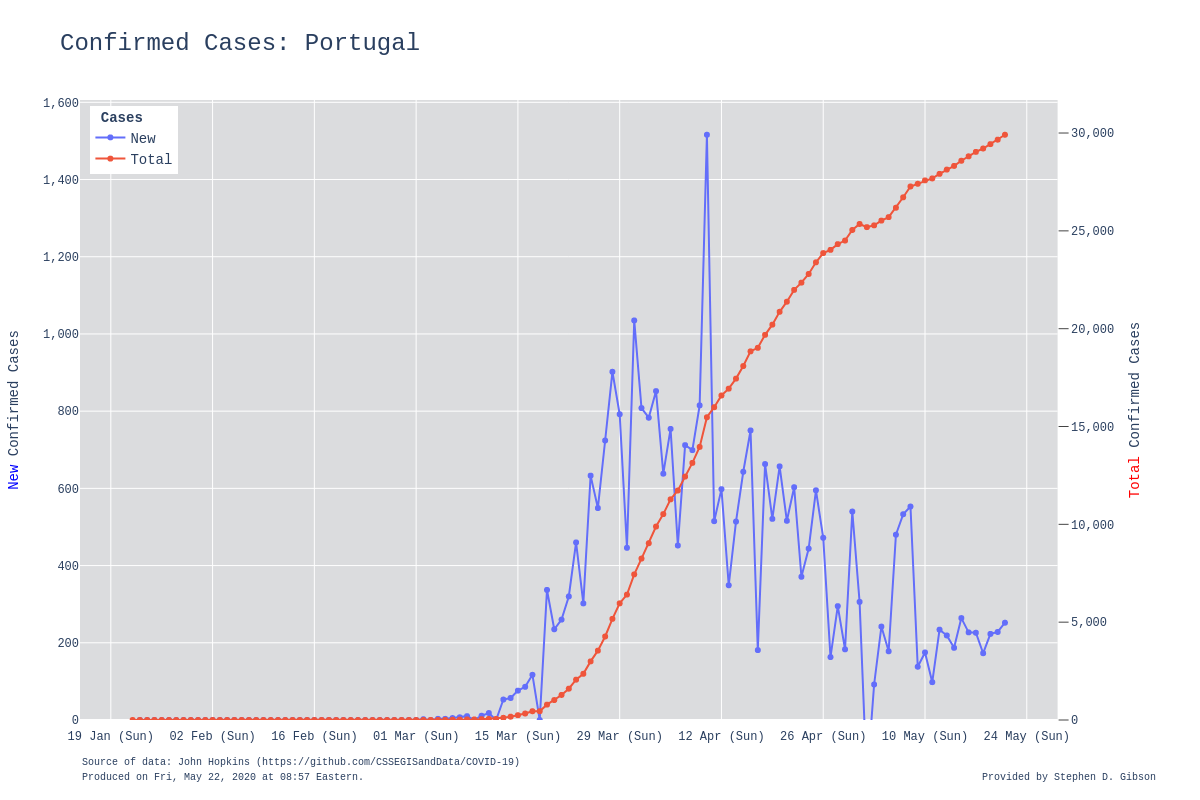 Confirmed Cases: Portugal
Cases
New
Total
1,600
1,400
1,200
1,000
800
600
400
200
0
New Confirmed Cases
30,000
25,000
20,000
15,000
10,000
5,000
0
Total Confirmed Cases
19 Jan (Sun) 02 Feb (Sun) 16 Feb (Sun) 01 Mar (Sun) 15 Mar (Sun) 29 Mar (Sun) 12 Apr (Sun) 26 Apr (Sun) 10 May (Sun) 24 May (Sun)
Source of data: John Hopkins (https://github.com/CSSEGISandData/COVID-19)
Produced on Fri, May 22, 2020 at 08:57 Eastern.
Provided by Stephen D. Gibson